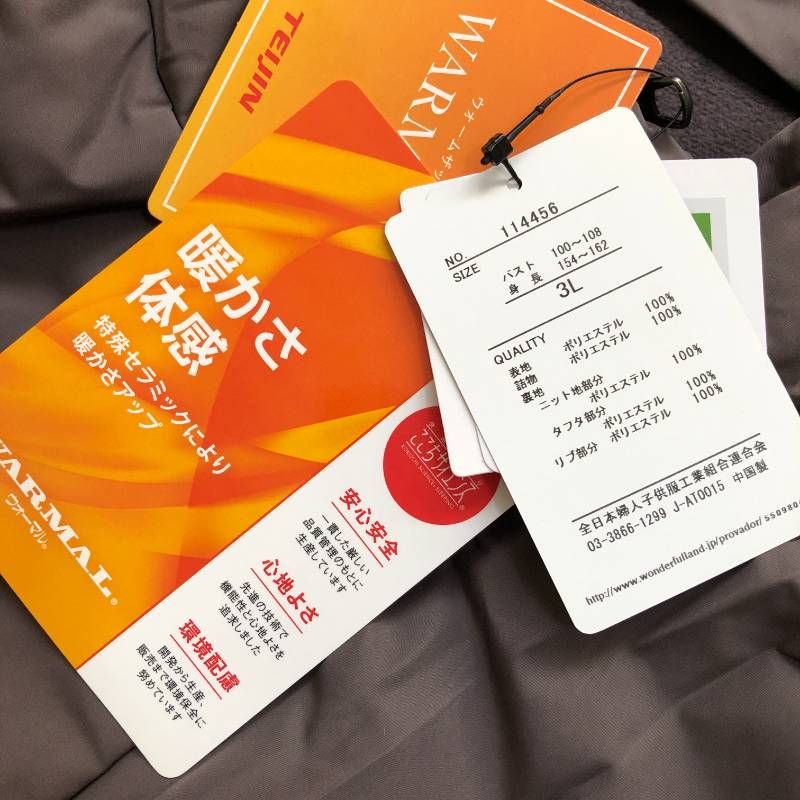 TEIJIN
WARM
ウォームザッ
暖かさ
体感
特殊セラミックにより
暖かさアップ
WARMAL®
ウォーマル®
ここちサイエンス®
安心安全
一貫した厳しい
品質管理のもとに
生産しています
心地よさ
先進の技術で
機能性と心地よさを
追求しました
環境配慮
開発から生産、
販売まで環境保全に
努めています
NO. 114456
SIZE バスト 100~108
身長 154~162
3L
QUALITY
表地 ポリエステル 100%
詰物 ポリエステル 100%
裏地 ニット地部分
ポリエステル 100%
タフタ部分
ポリエステル 100%
リブ部分 ポリエステル 100%
全日本婦人子供服工業組合連合会
03-3866-1299 J-AT0015 中国製
http://www.wonderfulland.jp/provador/